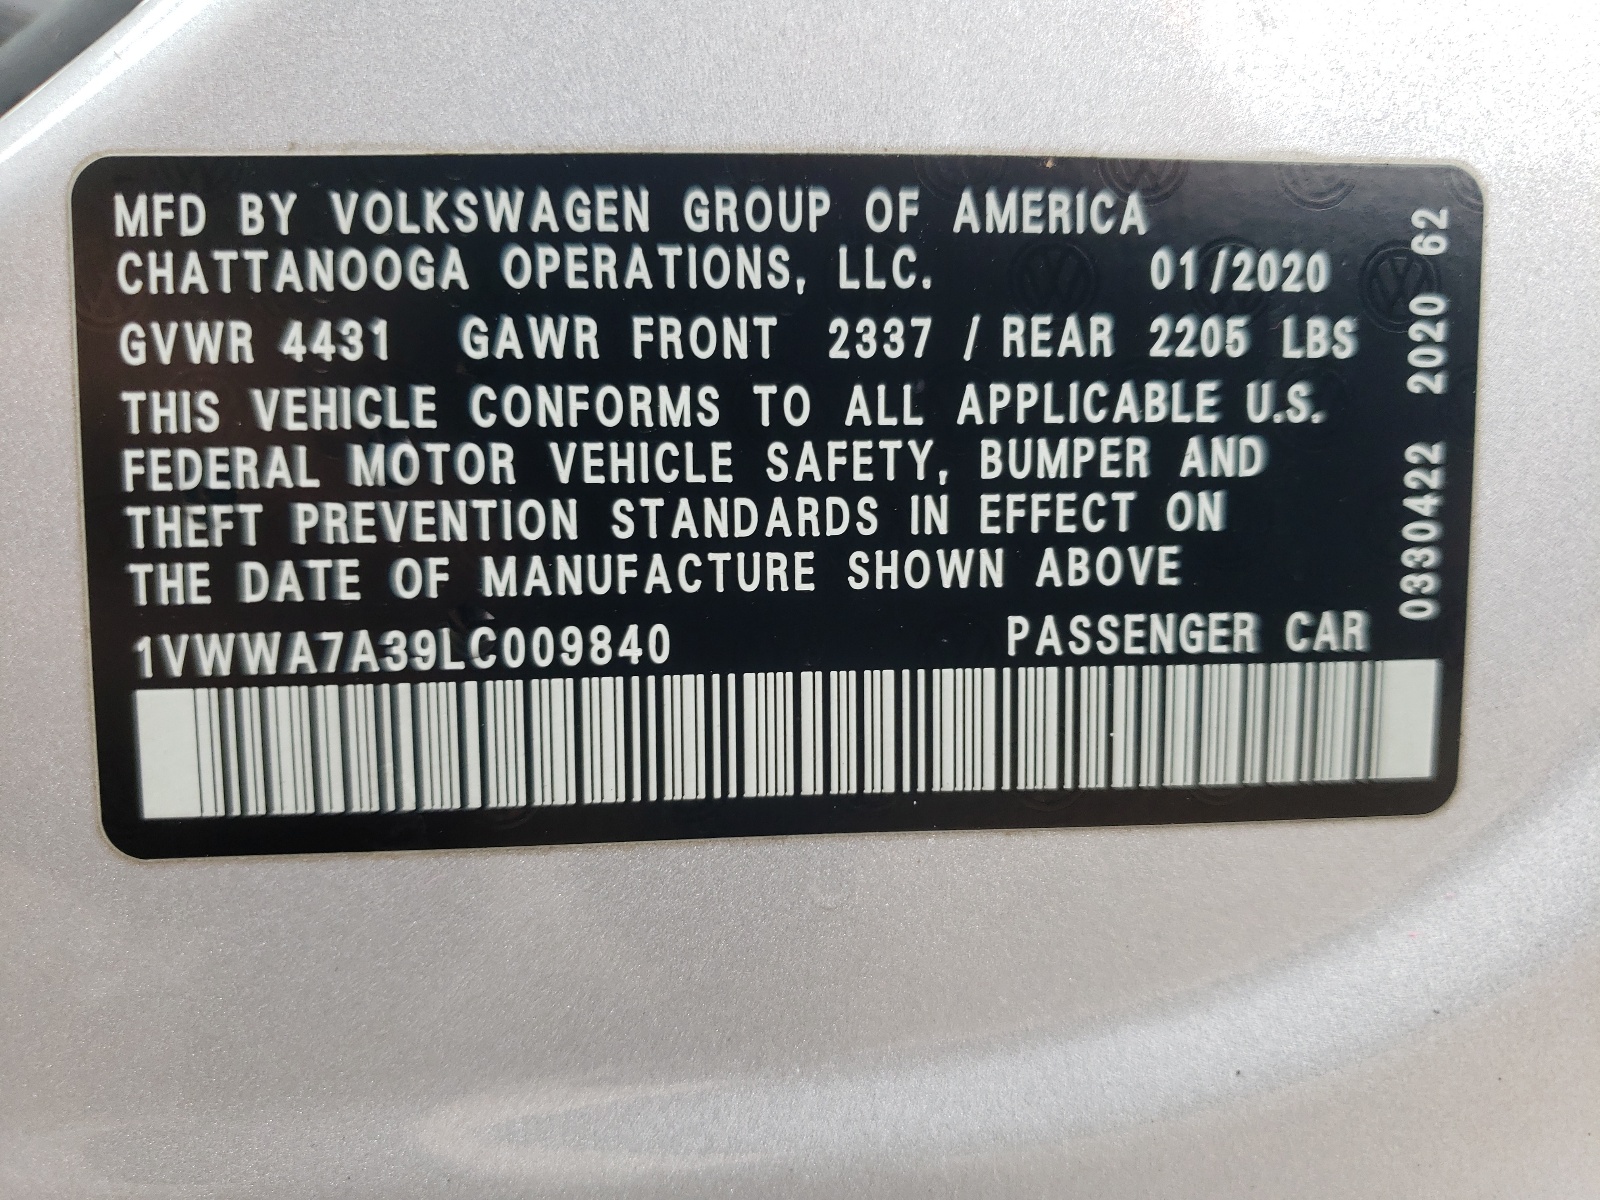 MFD BY VOLKSWAGEN GROUP OF AMERICA
CHATTANOOGA OPERATIONS, LLC. 01/2020
GVWR 4431 GAWR FRONT 2337 / REAR 2205 LBS
THIS VEHICLE CONFORMS TO ALL APPLICABLE U.S.
FEDERAL MOTOR VEHICLE SAFETY, BUMPER AND
THEFT PREVENTION STANDARDS IN EFFECT ON
THE DATE OF MANUFACTURE SHOWN ABOVE
1VWWA7A39LC009840 PASSENGER CAR
0330422 2020 62